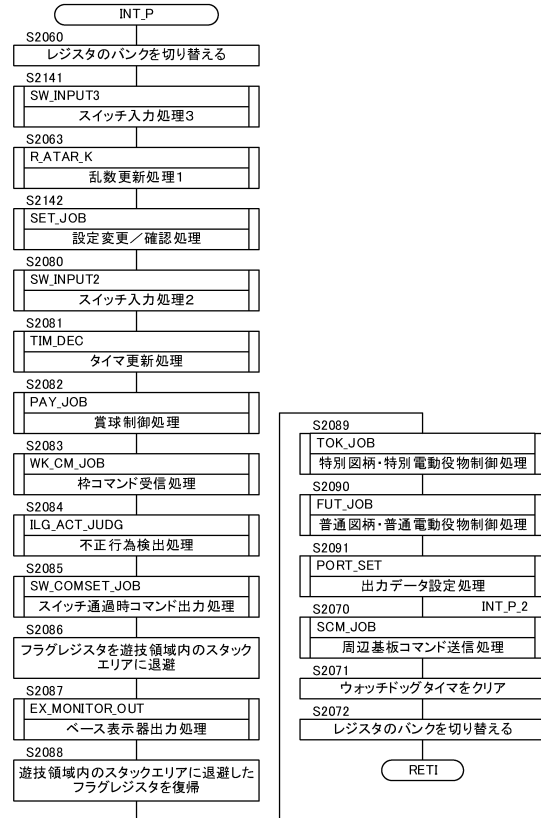 INT_P
S2060
レジスタのバンクを切り替える
S2141
SW_INPUT3
スイッチ入力処理3
S2063
R_ATAR_K
乱数更新処理1
S2142
SET_JOB
設定変更／確認処理
S2080
SW_INPUT2
スイッチ入力処理2
S2081
TIM_DEC
タイマ更新処理
S2082
PAY_JOB
賞球制御処理
S2083
WK_CM_JOB
枠コマンド受信処理
S2084
ILG_ACT_JUDG
不正行為検出処理
S2085
SW_COMSET_JOB
スイッチ通過時コマンド出力処理
S2086
フラグレジスタを遊技領域内のスタック
エリアに退避
S2087
EX_MONITOR_OUT
ベース表示器出力処理
S2088
遊技領域内のスタックエリアに退避した
フラグレジスタを復帰
S2089
TOK_JOB
特別図柄・特別電動役物制御処理
S2090
FUT_JOB
普通図柄・普通電動役物制御処理
S2091
PORT_SET
出力データ設定処理
INT_P_2
S2070
SCM_JOB
周辺基板コマンド送信処理
S2071
ウォッチドッグタイマをクリア
S2072
レジスタのバンクを切り替える
RETI